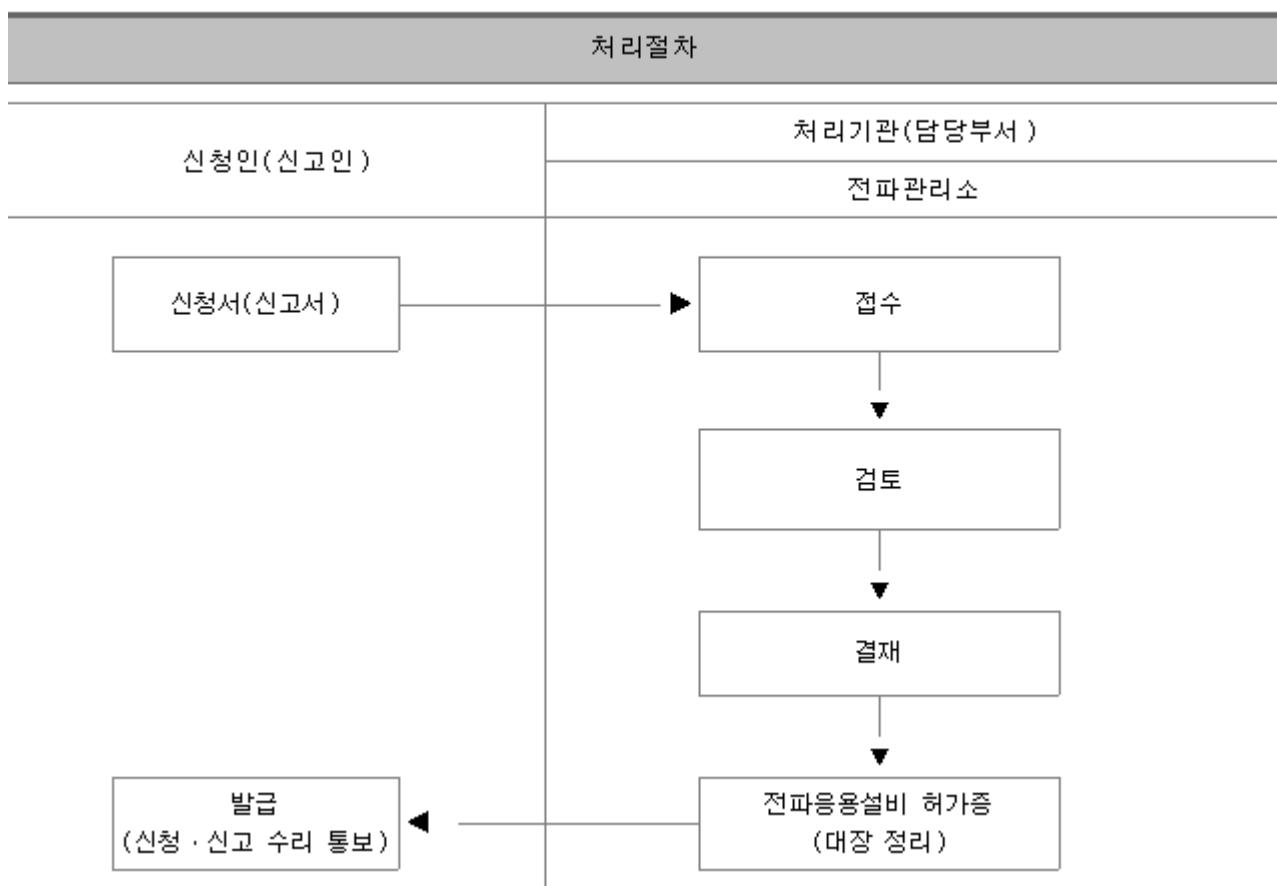 처리절차
신청인(신고인)
처리기관(담당부서)
전파관리소
신청서(신고서)
접수
검토
결재
전파응용설비 허가증
(대장 정리)
발급
(신청·신고 수리 통보)